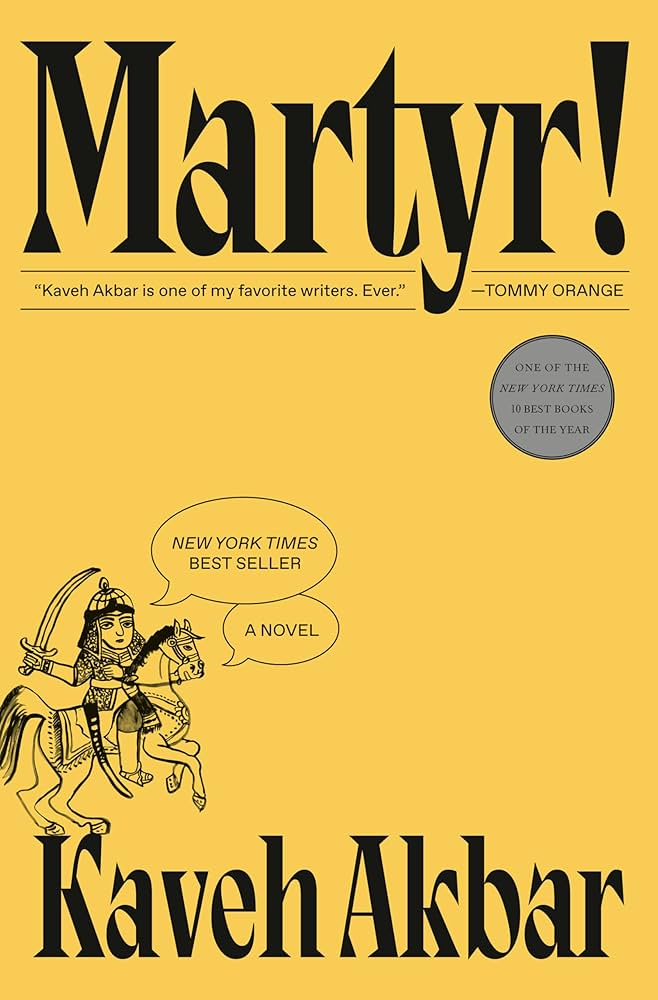 Martyr!
“Kaveh Akbar is one of my favorite writers. Ever.” —TOMMY ORANGE
ONE OF THE
NEW YORK TIMES
10 BEST BOOKS
OF THE YEAR
NEW YORK TIMES
BEST SELLER
A NOVEL
Kaveh Akbar